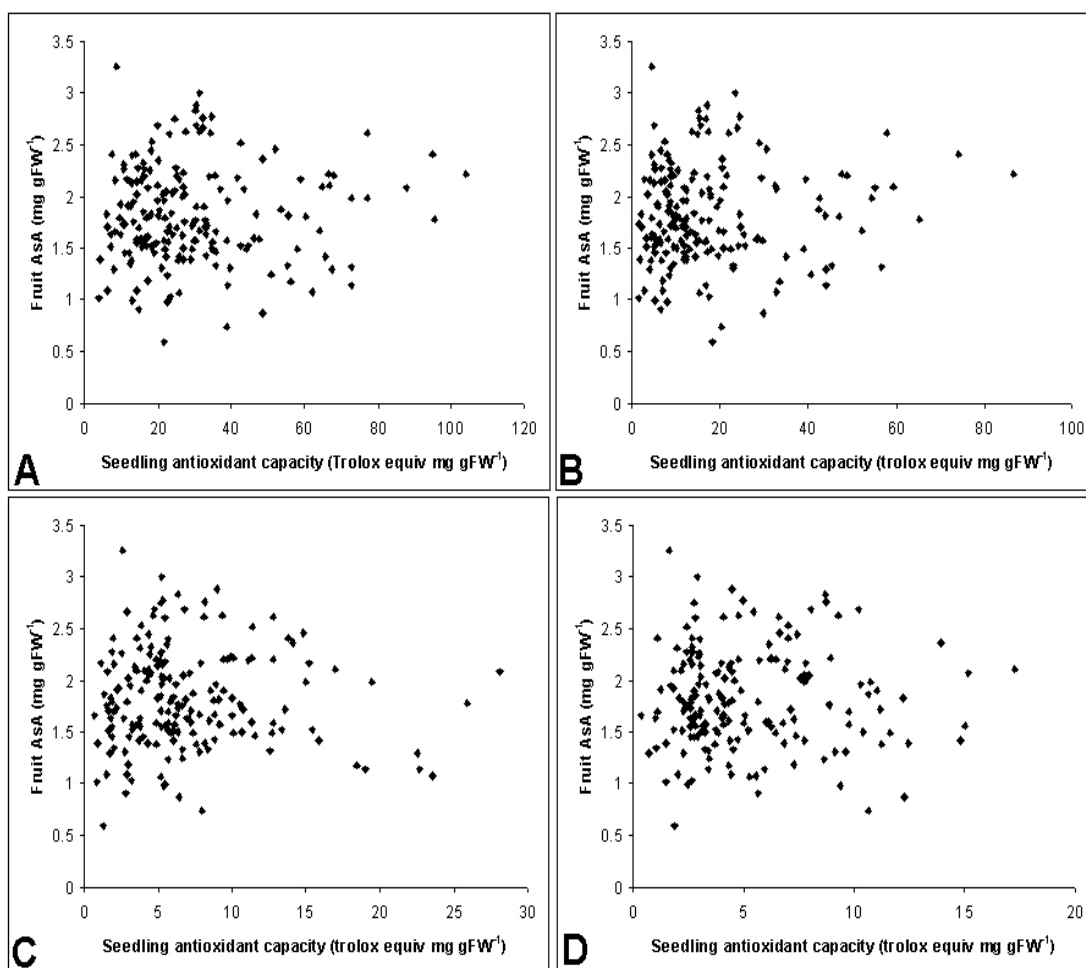 3.5
3
2.5
2
1.5
1
0.5
0
Fruit AsA (mg gFW⁻¹)
0 20 40 60 80 100 120
Seedling antioxidant capacity (Trolox equiv mg gFW⁻¹)
A
3.5
3
2.5
2
1.5
1
0.5
0
Fruit AsA (mg gFW⁻¹)
0 20 40 60 80 100
Seedling antioxidant capacity (trolox equiv mg gFW⁻¹)
B
3.5
3
2.5
2
1.5
1
0.5
0
Fruit AsA (mg gFW⁻¹)
0 5 10 15 20 25 30
Seedling antioxidant capacity (trolox equiv mg gFW⁻¹)
C
3.5
3
2.5
2
1.5
1
0.5
0
Fruit AsA (mg gFW⁻¹)
0 5 10 15 20
Seedling antioxidant capacity (trolox equiv mg gFW⁻¹)
D